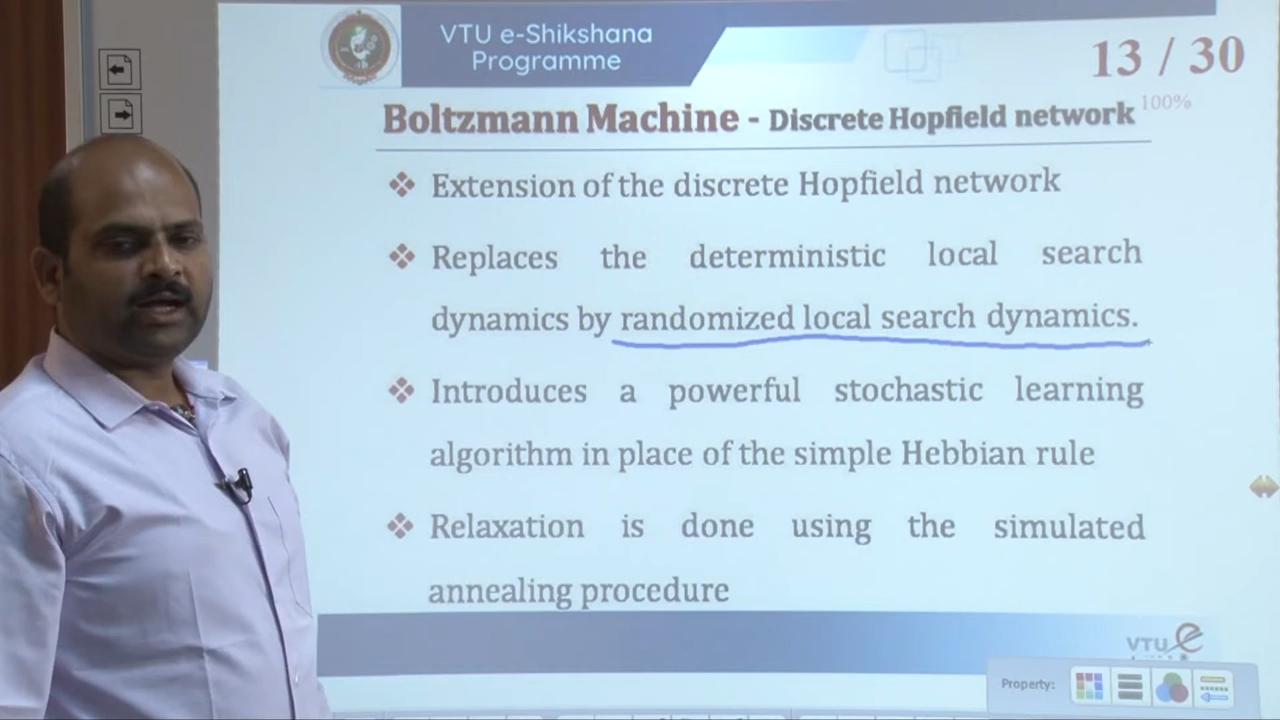 VTU e-Shikshana
Programme
13 / 30
Boltzmann Machine - Discrete Hopfield network
100%
❖ Extension of the discrete Hopfield network
❖ Replaces the deterministic local search
dynamics by randomized local search dynamics.
❖ Introduces a powerful stochastic learning
algorithm in place of the simple Hebbian rule
❖ Relaxation is done using the simulated
annealing procedure
VTU e
Property: